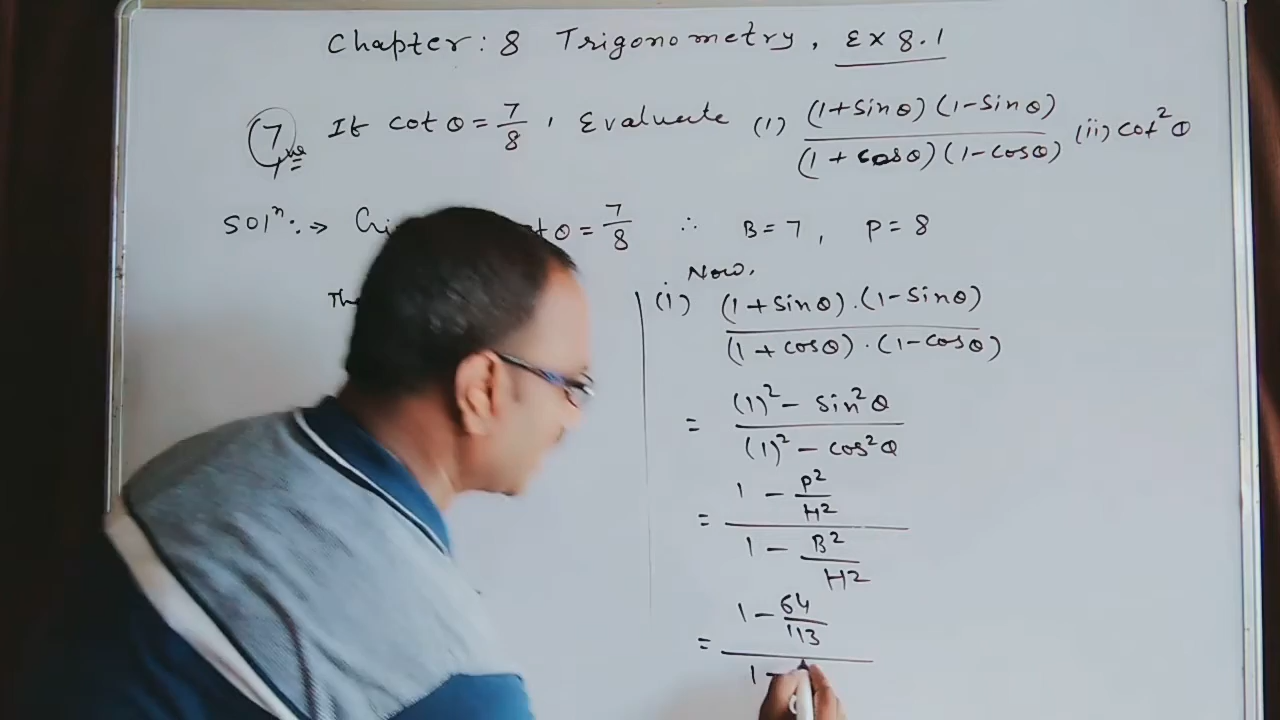 Chapter: 8 Trigonometry, Ex 8.1
7 If cot θ = 7/8, Evaluate (i) (1+sinθ)(1-sinθ)/(1+cosθ)(1-cosθ) (ii) cot²θ
Solⁿ:→ θ = 7/8 ∴ B = 7, P = 8
Now,
(i) (1+sinθ).(1-sinθ)/(1+cosθ).(1-cosθ)
= (1)² - sin²θ/(1)² - cos²θ
= 1 - P²/H²/1 - B²/H²
= 1 - 64/113/1 -